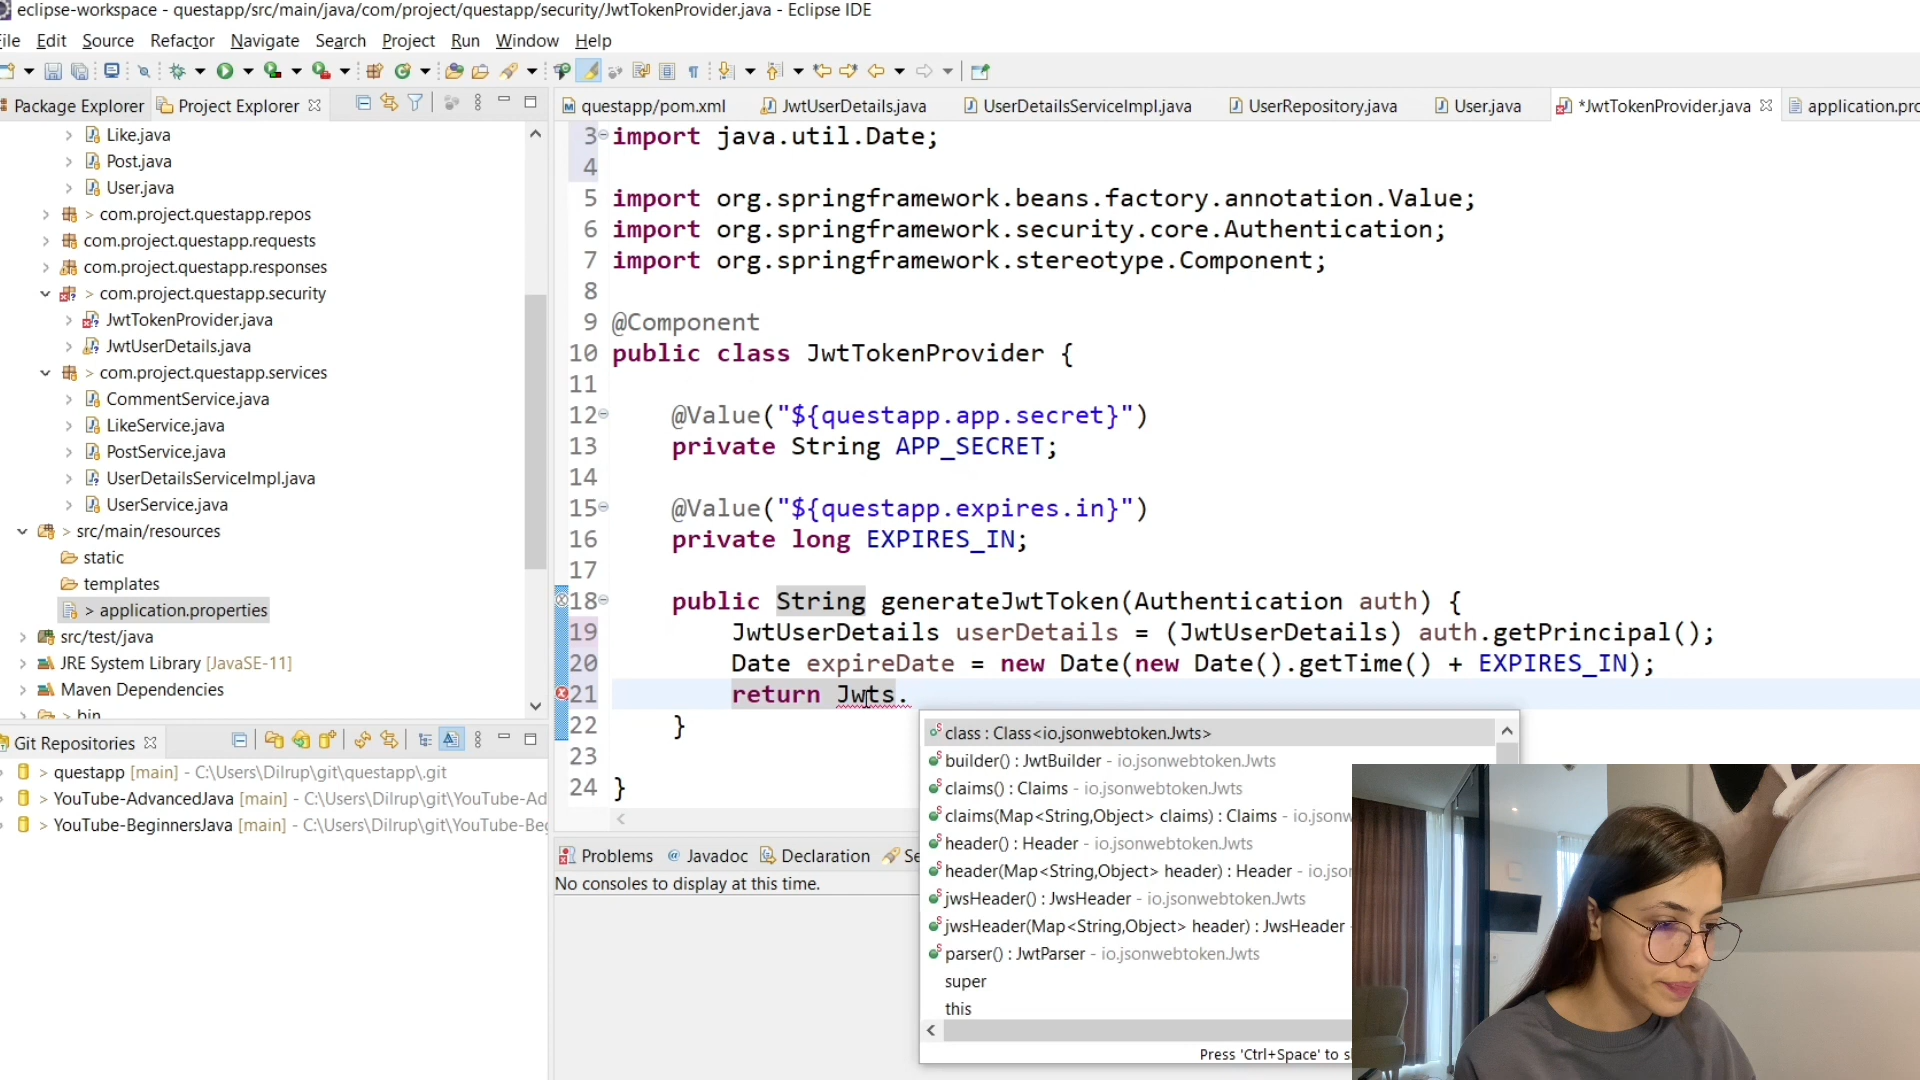 eclipse-workspace - questapp/src/main/java/com/project/questapp/security/JwtTokenProvider.java - Eclipse IDE
File Edit Source Refactor Navigate Search Project Run Window Help
Package Explorer Project Explorer
Like.java
Post.java
User.java
> com.project.questapp.repos
com.project.questapp.requests
com.project.questapp.responses
> com.project.questapp.security
JwtTokenProvider.java
JwtUserDetails.java
> com.project.questapp.services
CommentService.java
LikeService.java
PostService.java
UserDetailsServiceImpl.java
UserService.java
> src/main/resources
static
templates
> application.properties
src/test/java
JRE System Library [JavaSE-11]
Maven Dependencies
bin
Git Repositories
> questapp [main] - C:\Users\Dilrup\git\questapp\.git
> YouTube-AdvancedJava [main] - C:\Users\Dilrup\git\YouTube-Ad
> YouTube-BeginnersJava [main] - C:\Users\Dilrup\git\YouTube-Be
questapp/pom.xml JwtUserDetails.java UserDetailsServiceImpl.java UserRepository.java User.java *JwtTokenProvider.java application.pro
3 import java.util.Date;
4
5 import org.springframework.beans.factory.annotation.Value;
6 import org.springframework.security.core.Authentication;
7 import org.springframework.stereotype.Component;
8
9 @Component
10 public class JwtTokenProvider {
11
12 @Value("${questapp.app.secret}")
13 private String APP_SECRET;
14
15 @Value("${questapp.expires.in}")
16 private long EXPIRES_IN;
17
18 public String generateJwtToken(Authentication auth) {
19 JwtUserDetails userDetails = (JwtUserDetails) auth.getPrincipal();
20 Date expireDate = new Date(new Date().getTime() + EXPIRES_IN);
21 return Jwts.
22 }
23
24 }
class : Class<io.jsonwebtoken.Jwts>
builder() : JwtBuilder - io.jsonwebtoken.Jwts
claims() : Claims - io.jsonwebtoken.Jwts
claims(Map<String,Object> claims) : Claims - io.jsonw
header() : Header - io.jsonwebtoken.Jwts
header(Map<String,Object> header) : Header - io.jso
jwsHeader() : JwsHeader - io.jsonwebtoken.Jwts
jwsHeader(Map<String,Object> header) : JwsHeader -
parser() : JwtParser - io.jsonwebtoken.Jwts
super
this
Press 'Ctrl+Space' to s
Problems @ Javadoc Declaration Se
No consoles to display at this time.